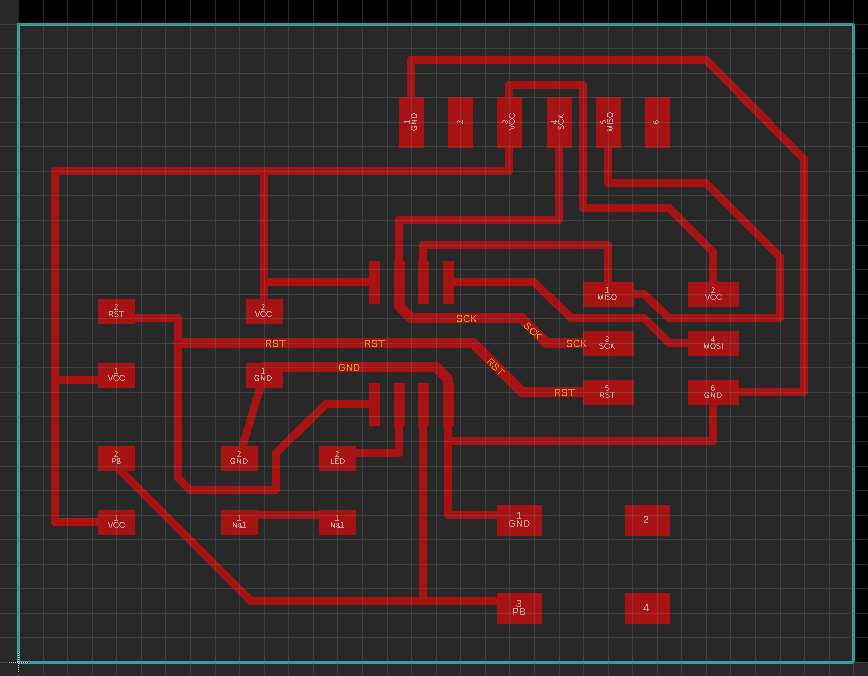 1
GND
2
3
VCC
4
SCK
5
MISO
6
1
MISO
2
VCC
2
RST
2
VCC
SCK
SCK
SCK
3
SCK
4
MOSI
RST
RST
RST
RST
5
RST
6
GND
GND
1
VCC
1
GND
2
PB
2
GND
2
LED
1
VCC
1
N$1
1
N$1
1
GND
2
3
PB
4